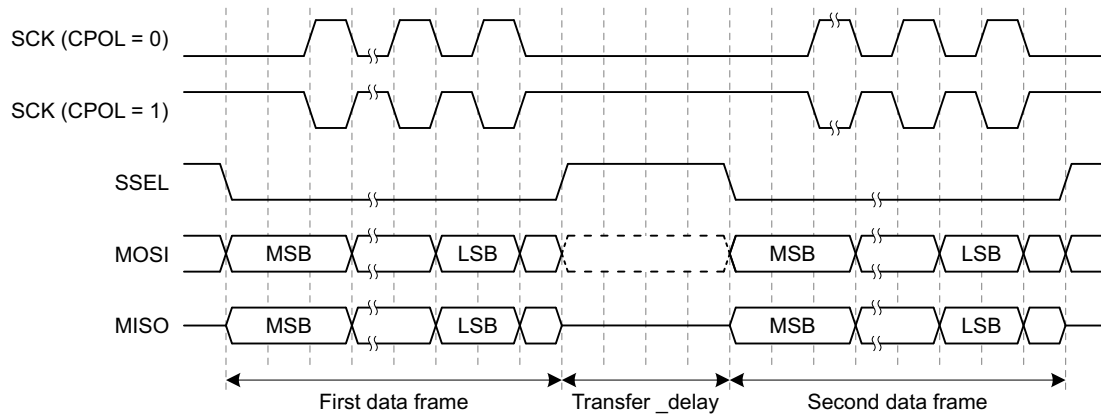 SCK (CPOL = 0)
SCK (CPOL = 1)
SSEL
MOSI MSB LSB MSB LSB
MISO MSB LSB MSB LSB
First data frame Transfer _delay Second data frame